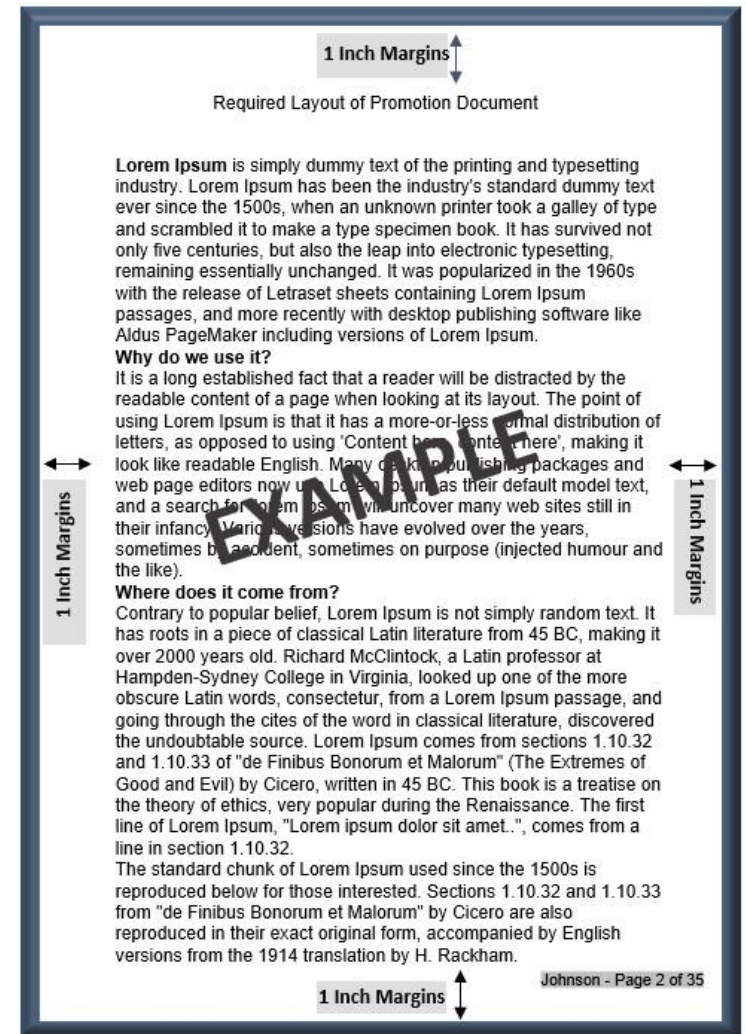 1 Inch Margins
Required Layout of Promotion Document
Lorem Ipsum is simply dummy text of the printing and typesetting
industry. Lorem Ipsum has been the industry's standard dummy text
ever since the 1500s, when an unknown printer took a galley of type
and scrambled it to make a type specimen book. It has survived not
only five centuries, but also the leap into electronic typesetting,
remaining essentially unchanged. It was popularized in the 1960s
with the release of Letraset sheets containing Lorem Ipsum
passages, and more recently with desktop publishing software like
Aldus PageMaker including versions of Lorem Ipsum.
Why do we use it?
It is a long established fact that a reader will be distracted by the
readable content of a page when looking at its layout. The point of
using Lorem Ipsum is that it has a more-or-less normal distribution of
letters, as opposed to using 'Content here, content here', making it
look like readable English. Many desktop publishing packages and
web page editors now use Lorem Ipsum as their default model text,
and a search for 'lorem ipsum' will uncover many web sites still in
their infancy. Various versions have evolved over the years,
sometimes by accident, sometimes on purpose (injected humour and
the like).
EXAMPLE
1 Inch Margins
1 Inch Margins
Where does it come from?
Contrary to popular belief, Lorem Ipsum is not simply random text. It
has roots in a piece of classical Latin literature from 45 BC, making it
over 2000 years old. Richard McClintock, a Latin professor at
Hampden-Sydney College in Virginia, looked up one of the more
obscure Latin words, consectetur, from a Lorem Ipsum passage, and
going through the cites of the word in classical literature, discovered
the undoubtable source. Lorem Ipsum comes from sections 1.10.32
and 1.10.33 of "de Finibus Bonorum et Malorum" (The Extremes of
Good and Evil) by Cicero, written in 45 BC. This book is a treatise on
the theory of ethics, very popular during the Renaissance. The first
line of Lorem Ipsum, "Lorem ipsum dolor sit amet..", comes from a
line in section 1.10.32.
The standard chunk of Lorem Ipsum used since the 1500s is
reproduced below for those interested. Sections 1.10.32 and 1.10.33
from "de Finibus Bonorum et Malorum" by Cicero are also
reproduced in their exact original form, accompanied by English
versions from the 1914 translation by H. Rackham.
Johnson - Page 2 of 35
1 Inch Margins